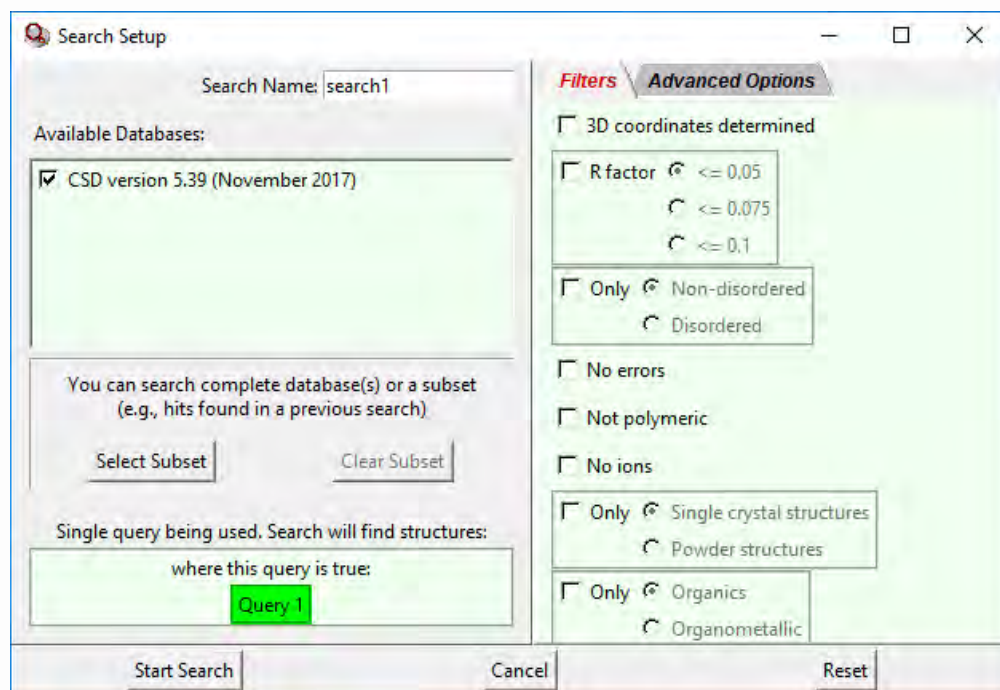 Search Setup
Search Name: search1
Available Databases:
CSD version 5.39 (November 2017)
You can search complete database(s) or a subset
(e.g., hits found in a previous search)
Select Subset
Clear Subset
Single query being used. Search will find structures:
where this query is true:
Query 1
Filters
Advanced Options
3D coordinates determined
R factor <= 0.05
<= 0.075
<= 0.1
Only Non-disordered
Disordered
No errors
Not polymeric
No ions
Only Single crystal structures
Powder structures
Only Organics
Organometallic
Start Search
Cancel
Reset